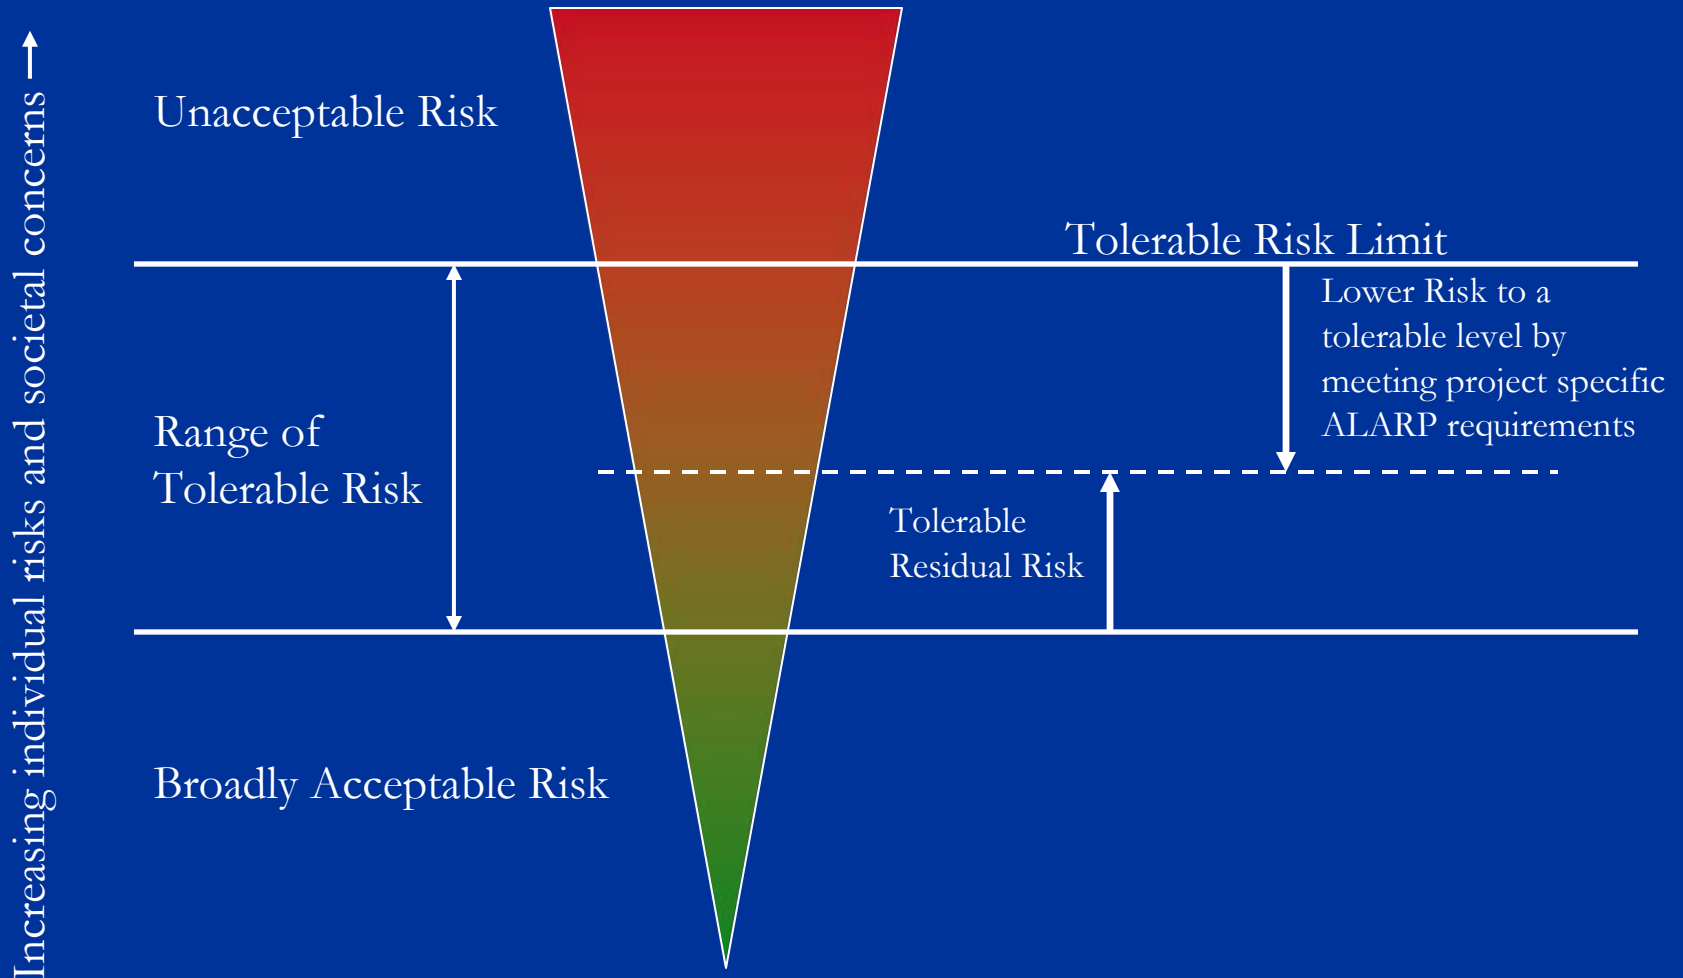 Increasing individual risks and societal concerns
Unacceptable Risk
Tolerable Risk Limit
Lower Risk to a
tolerable level by
meeting project specific
ALARP requirements
Range of
Tolerable Risk
Tolerable
Residual Risk
Broadly Acceptable Risk